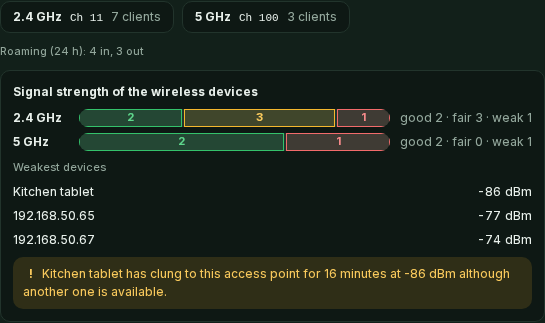 2.4 GHz Ch 11 7 clients 5 GHz Ch 100 3 clients
Roaming (24 h): 4 in, 3 out
Signal strength of the wireless devices
2.4 GHz 2 3 1 good 2 · fair 3 · weak 1
5 GHz 2 1 good 2 · fair 0 · weak 1
Weakest devices
Kitchen tablet -86 dBm
192.168.50.65 -77 dBm
192.168.50.67 -74 dBm
! Kitchen tablet has clung to this access point for 16 minutes at -86 dBm although
another one is available.